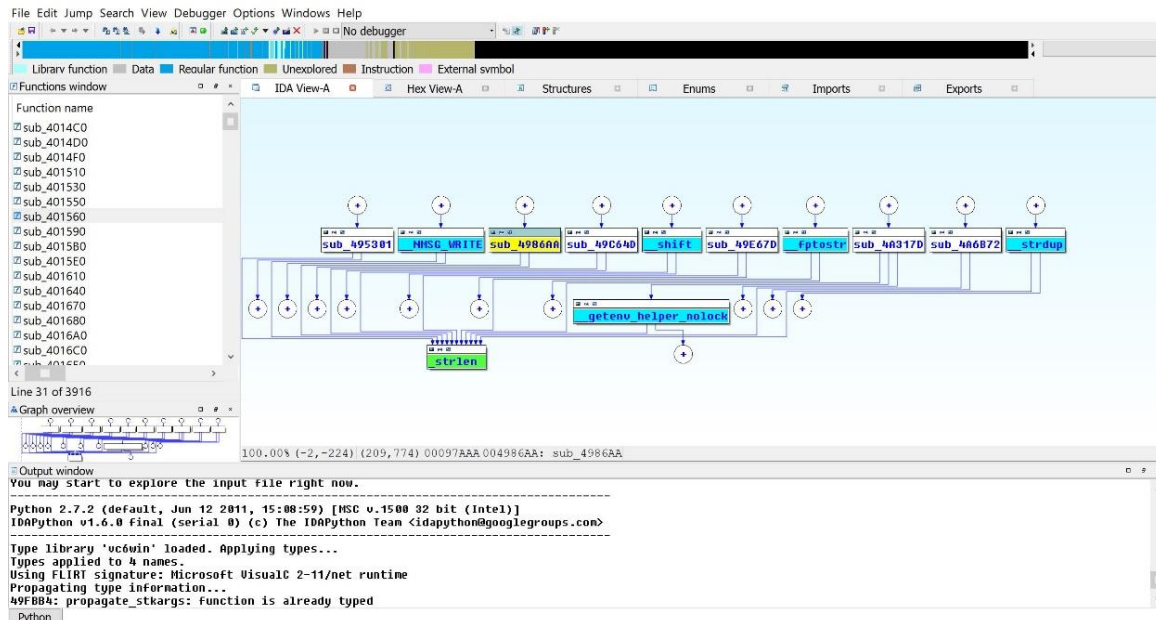 File Edit Jump Search View Debugger Options Windows Help
No debugger
Library function Data Regular function Unexplored Instruction External symbol
Functions window
IDA View-A Hex View-A Structures Enums Imports Exports
Function name
sub_4014C0
sub_4014D0
sub_4014F0
sub_401510
sub_401530
sub_401550
sub_401560
sub_401590
sub_4015B0
sub_4015E0
sub_401610
sub_401640
sub_401670
sub_401680
sub_4016A0
sub_4016C0
sub_4016E0
Line 31 of 3916
Graph overview
sub_495301 __NMSG_WRITE sub_4986AA sub_49C64D __shift sub_49E67D __fptostr sub_4A317D sub_4A6B72 __strdup
__getenv_helper_nolock
_strlen
100.00% (-2,-224) (209,774) 00097AAA 004986AA: sub_4986AA
Output window
You may start to explore the input file right now.
Python 2.7.2 (default, Jun 12 2011, 15:08:59) [MSC v.1500 32 bit (Intel)]
IDAPython v1.6.0 final (serial 0) (c) The IDAPython Team <idapython@googlegroups.com>
Type library 'vc6win' loaded. Applying types...
Types applied to 4 names.
Using FLIRT signature: Microsoft VisualC 2-11/net runtime
Propagating type information...
49FBB4: propagate_stkargs: function is already typed
Python